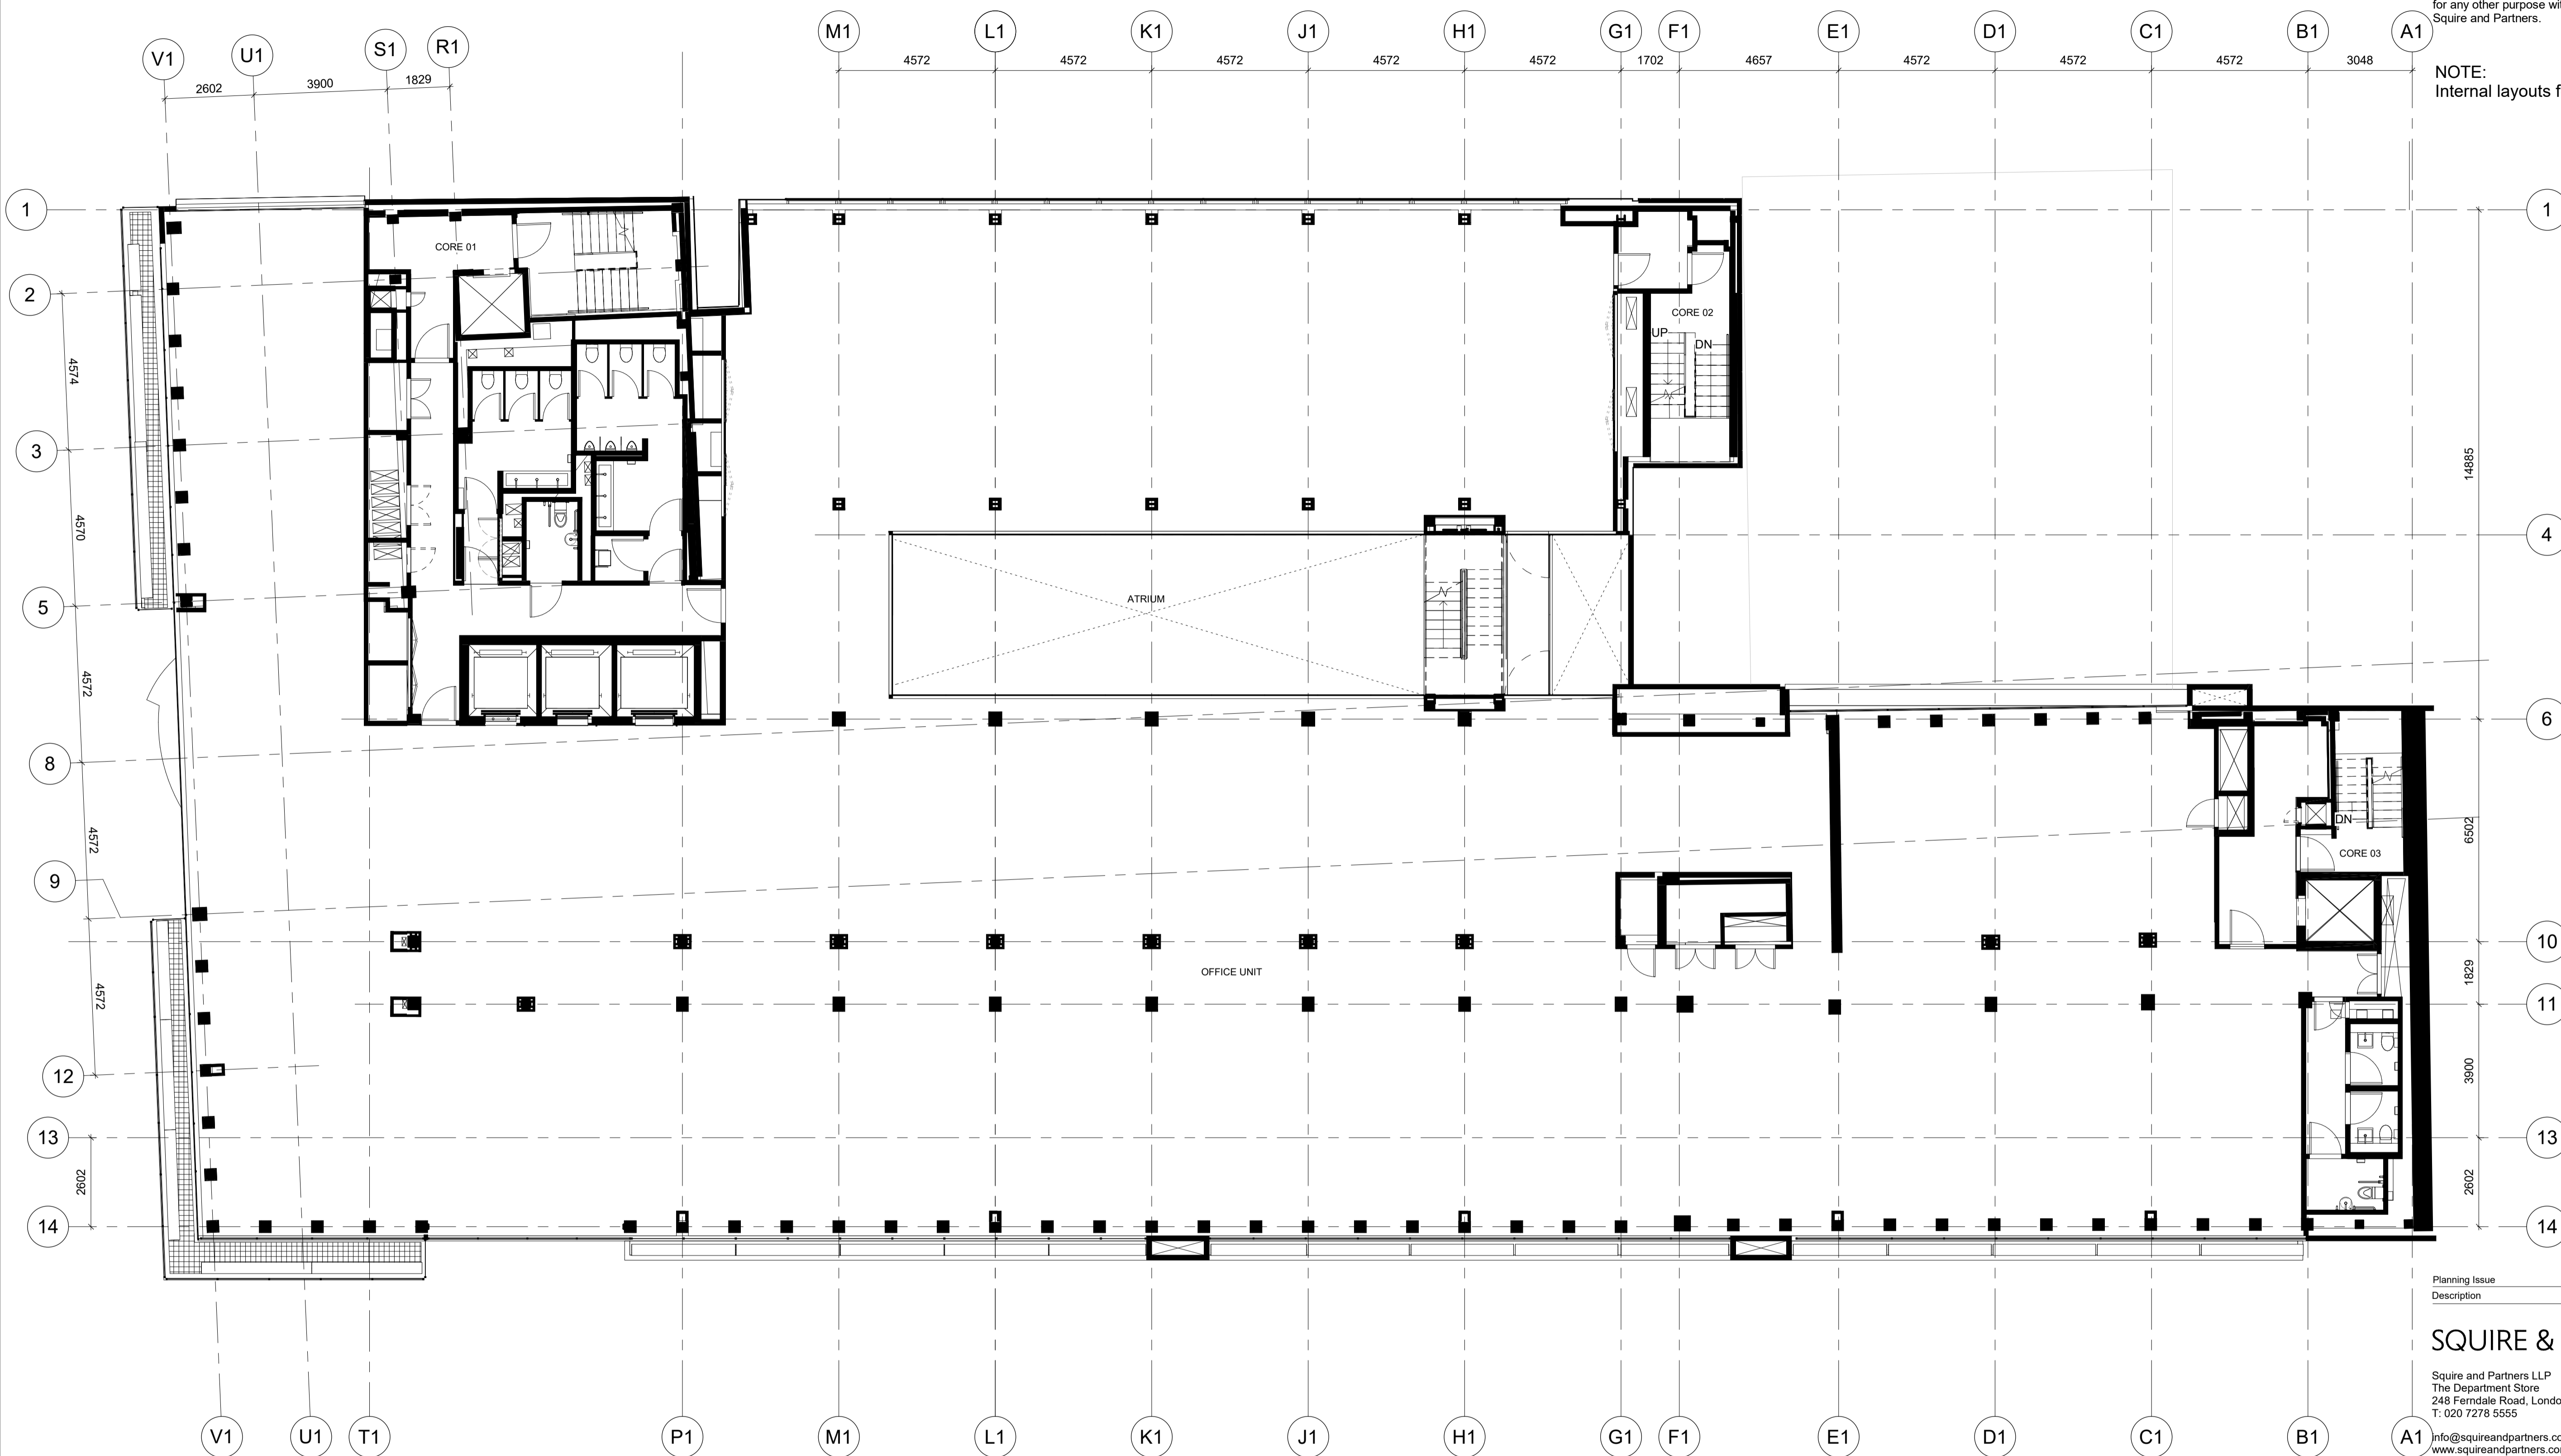 for any other purpose wi
Squire and Partners.
NOTE:
Internal layouts f
V1 U1 S1 R1 M1 L1 K1 J1 H1 G1 F1 E1 D1 C1 B1 A1
2602 3900 1829 4572 4572 4572 4572 4572 1702 4657 4572 4572 4572 3048
1 1
CORE 01
2
CORE 02
UP
DN
4574
3
14885
4570
4
ATRIUM
5
4572
6
8
4572
DN
6502
CORE 03
9
10
OFFICE UNIT
4572
1829
11
12
3900
13 13
2602 2602
14 14
Planning Issue
Description
SQUIRE &
Squire and Partners LLP
The Department Store
248 Ferndale Road, Londo
T: 020 7278 5555
info@squireandpartners.co
www.squireandpartners.co
V1 U1 T1 P1 M1 L1 K1 J1 H1 G1 F1 E1 D1 C1 B1 A1